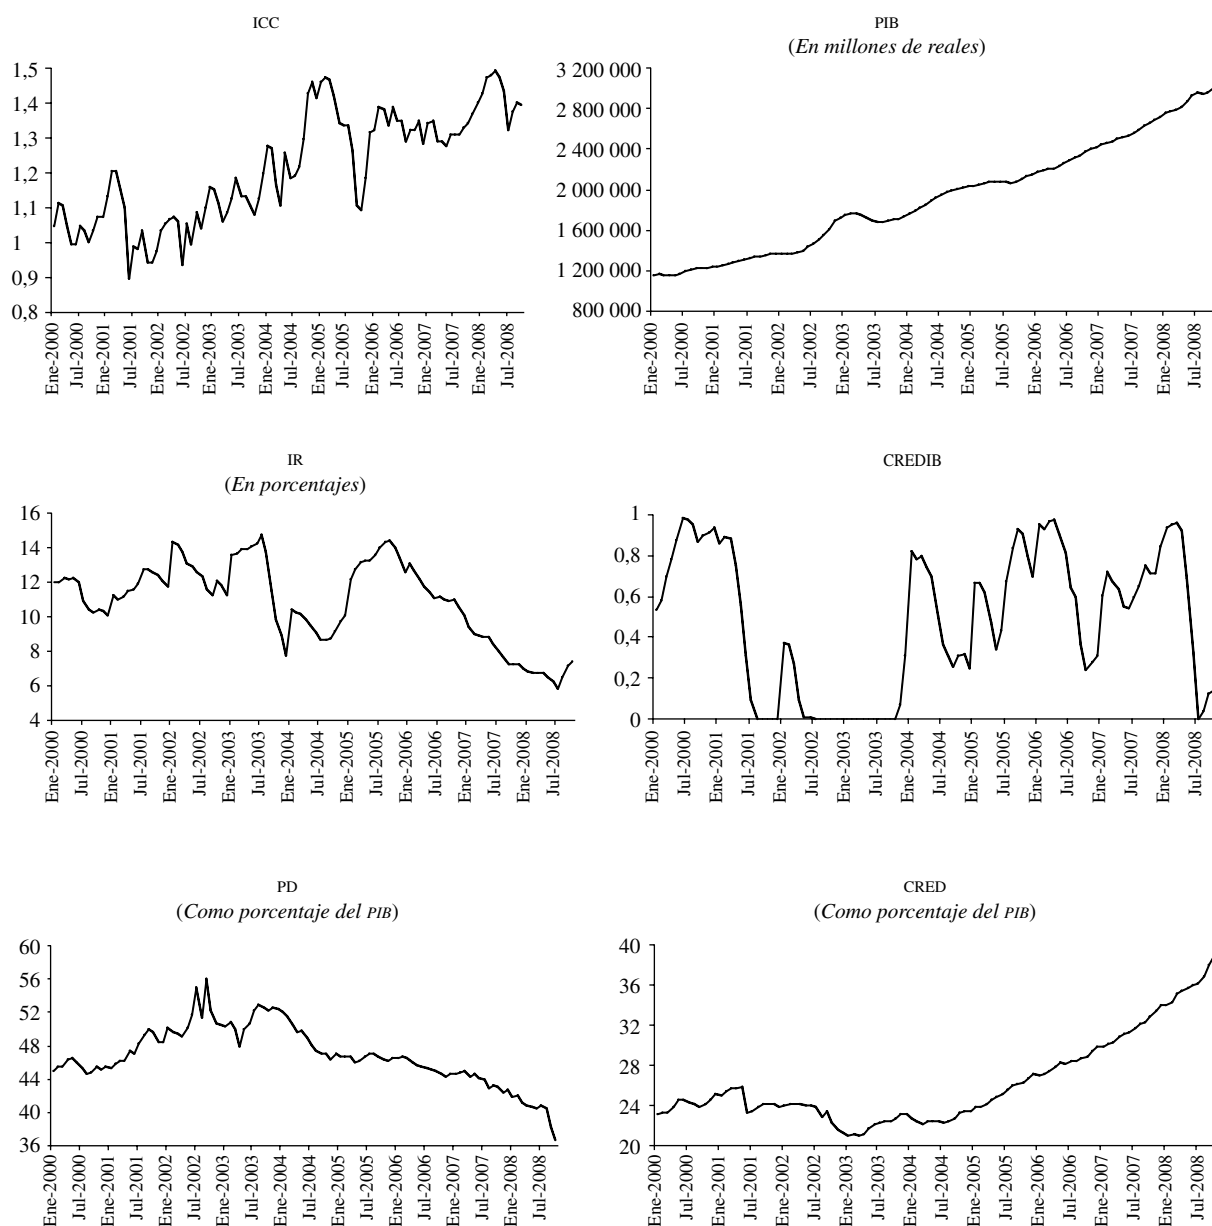 ICC
1,5
1,4
1,3
1,2
1,1
1
0,9
0,8
Ene-2000
Jul-2000
Ene-2001
Jul-2001
Ene-2002
Jul-2002
Ene-2003
Jul-2003
Ene-2004
Jul-2004
Ene-2005
Jul-2005
Ene-2006
Jul-2006
Ene-2007
Jul-2007
Ene-2008
Jul-2008
PIB
(En millones de reales)
3 200 000
2 800 000
2 400 000
2 000 000
1 600 000
1 200 000
800 000
Ene-2000
Jul-2000
Ene-2001
Jul-2001
Ene-2002
Jul-2002
Ene-2003
Jul-2003
Ene-2004
Jul-2004
Ene-2005
Jul-2005
Ene-2006
Jul-2006
Ene-2007
Jul-2007
Ene-2008
Jul-2008
IR
(En porcentajes)
16
14
12
10
8
6
4
Ene-2000
Jul-2000
Ene-2001
Jul-2001
Ene-2002
Jul-2002
Ene-2003
Jul-2003
Ene-2004
Jul-2004
Ene-2005
Jul-2005
Ene-2006
Jul-2006
Ene-2007
Jul-2007
Ene-2008
Jul-2008
CREDIB
1
0,8
0,6
0,4
0,2
0
Ene-2000
Jul-2000
Ene-2001
Jul-2001
Ene-2002
Jul-2002
Ene-2003
Jul-2003
Ene-2004
Jul-2004
Ene-2005
Jul-2005
Ene-2006
Jul-2006
Ene-2007
Jul-2007
Ene-2008
Jul-2008
PD
(Como porcentaje del PIB)
60
56
52
48
44
40
36
Ene-2000
Jul-2000
Ene-2001
Jul-2001
Ene-2002
Jul-2002
Ene-2003
Jul-2003
Ene-2004
Jul-2004
Ene-2005
Jul-2005
Ene-2006
Jul-2006
Ene-2007
Jul-2007
Ene-2008
Jul-2008
CRED
(Como porcentaje del PIB)
40
36
32
28
24
20
Ene-2000
Jul-2000
Ene-2001
Jul-2001
Ene-2002
Jul-2002
Ene-2003
Jul-2003
Ene-2004
Jul-2004
Ene-2005
Jul-2005
Ene-2006
Jul-2006
Ene-2007
Jul-2007
Ene-2008
Jul-2008